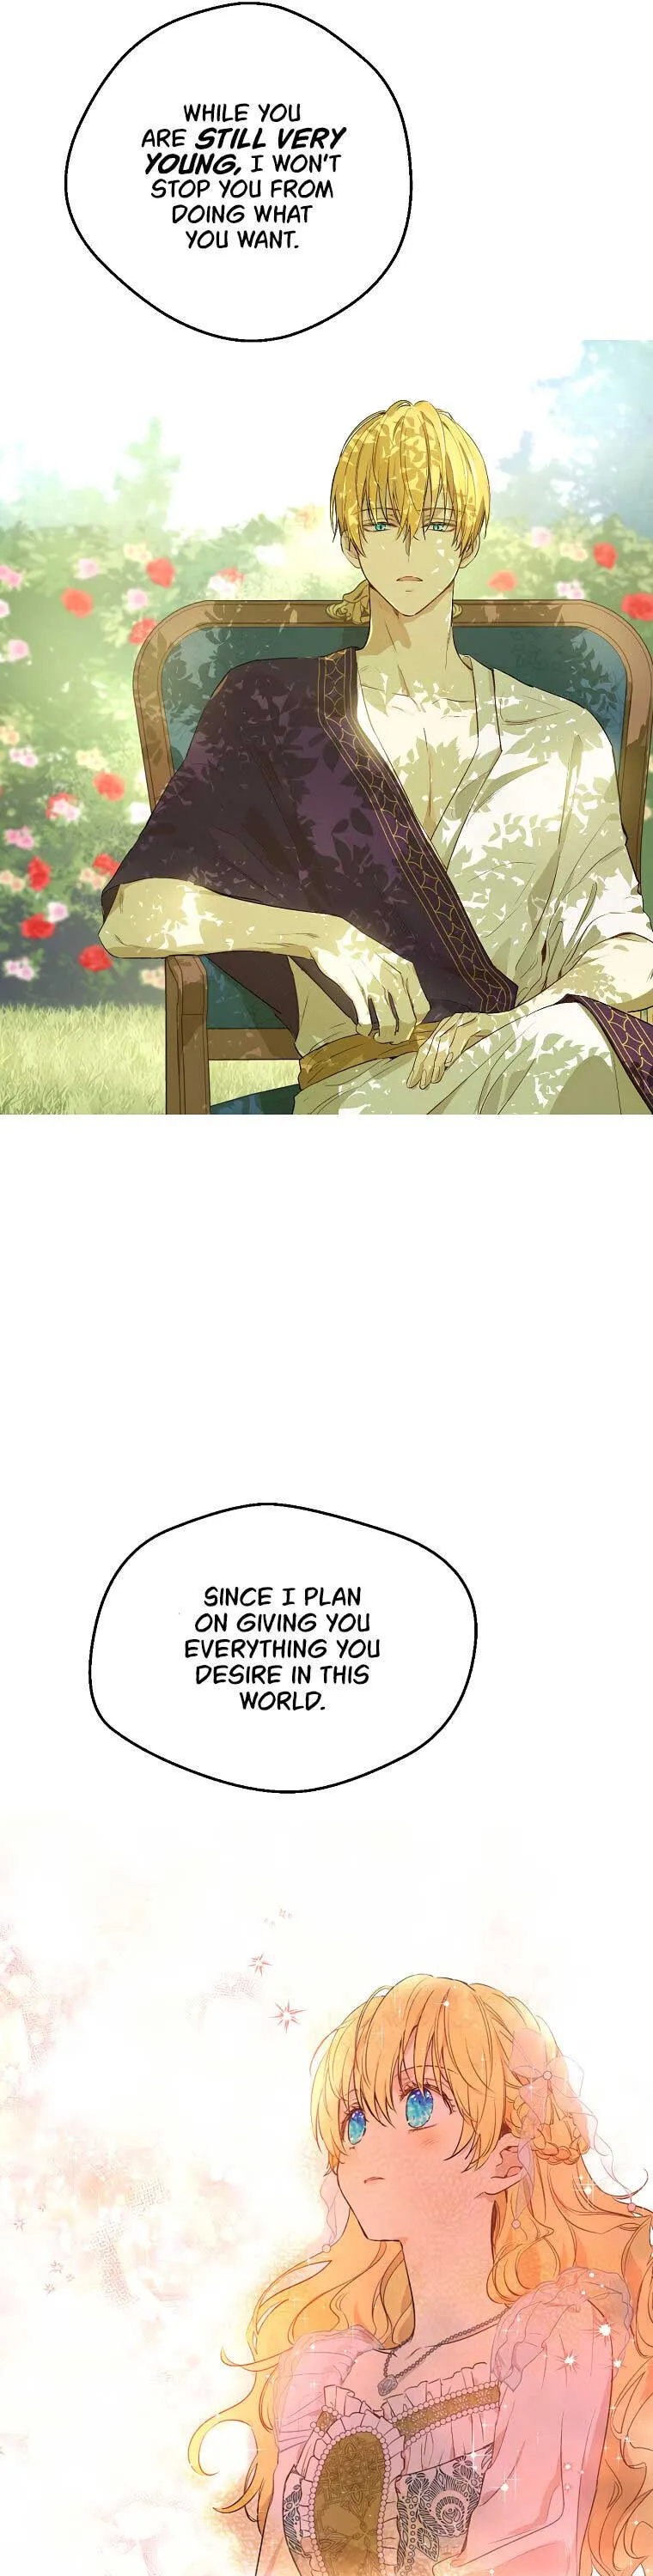 WHILE YOU
ARE STILL VERY
YOUNG, I WON'T
STOP YOU FROM
DOING WHAT
YOU WANT.
SINCE I PLAN
ON GIVING YOU
EVERYTHING YOU
DESIRE IN THIS
WORLD.